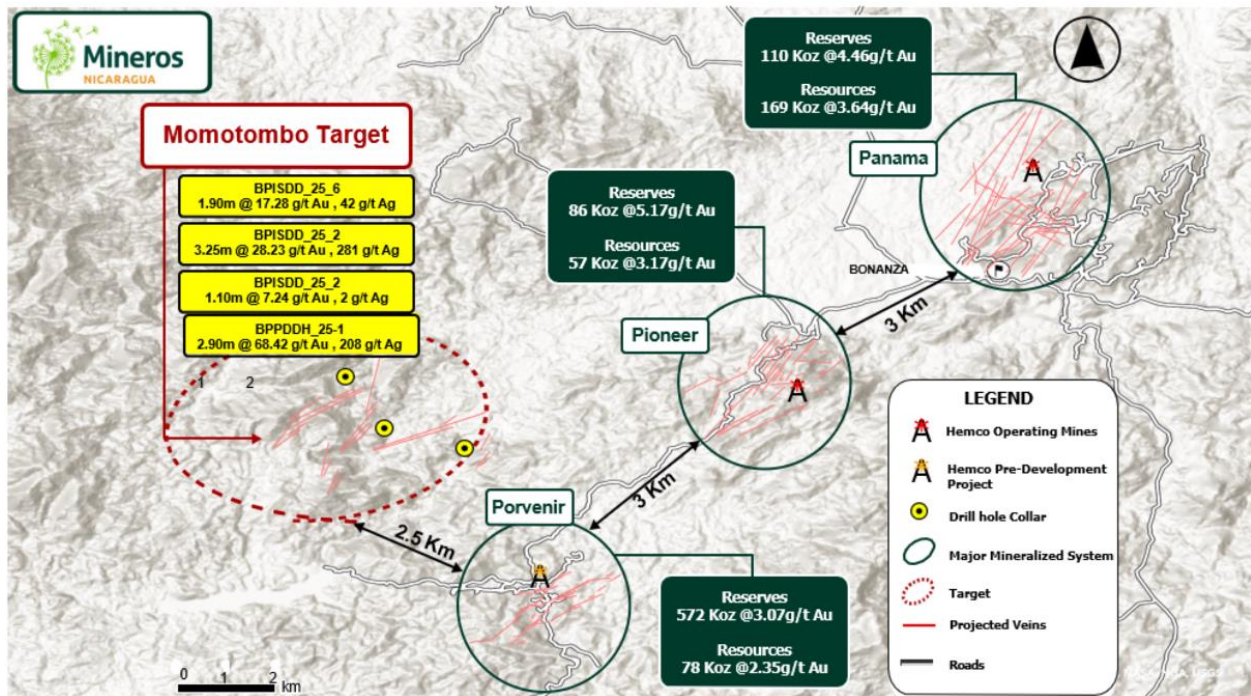 Mineros
NICARAGUA
Momotombo Target
BPISDD_25_6
1.90m @ 17.28 g/t Au , 42 g/t Ag
BPISDD_25_2
3.25m @ 28.23 g/t Au , 281 g/t Ag
BPISDD_25_2
1.10m @ 7.24 g/t Au , 2 g/t Ag
BPPDDH_25-1
2.90m @ 68.42 g/t Au , 208 g/t Ag
1 2
Reserves
110 Koz @4.46g/t Au
Resources
169 Koz @3.64g/t Au
Panama
Reserves
86 Koz @5.17g/t Au
Resources
57 Koz @3.17g/t Au
BONANZA
3 Km
Pioneer
3 Km
Porvenir
2.5 Km
Reserves
572 Koz @3.07g/t Au
Resources
78 Koz @2.35g/t Au
LEGEND
Hemco Operating Mines
Hemco Pre-Development
Project
Drill hole Collar
Major Mineralized System
Target
Projected Veins
Roads
0 1 2
km